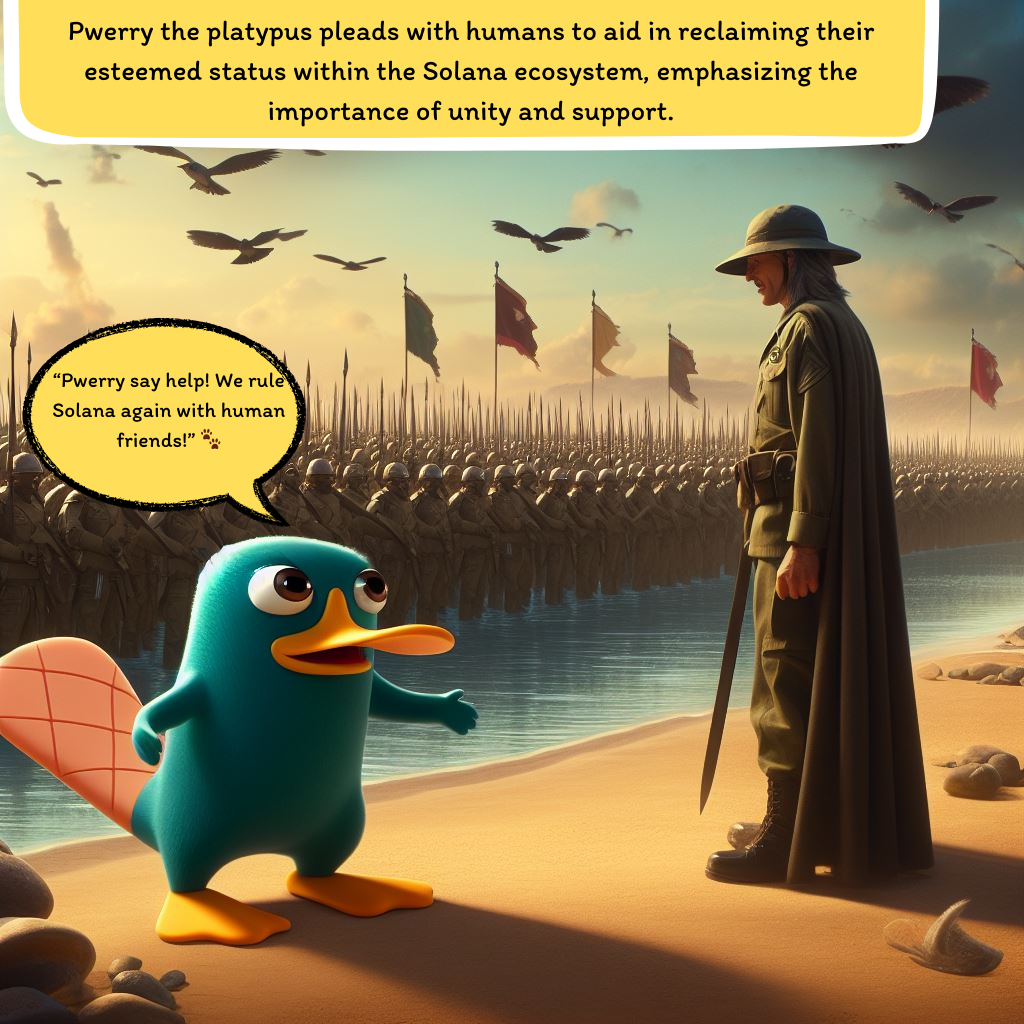 Pwerry the platypus pleads with humans to aid in reclaiming their
esteemed status within the Solana ecosystem, emphasizing the
importance of unity and support.
“Pwerry say help! We rule
Solana again with human
friends!” 🐾